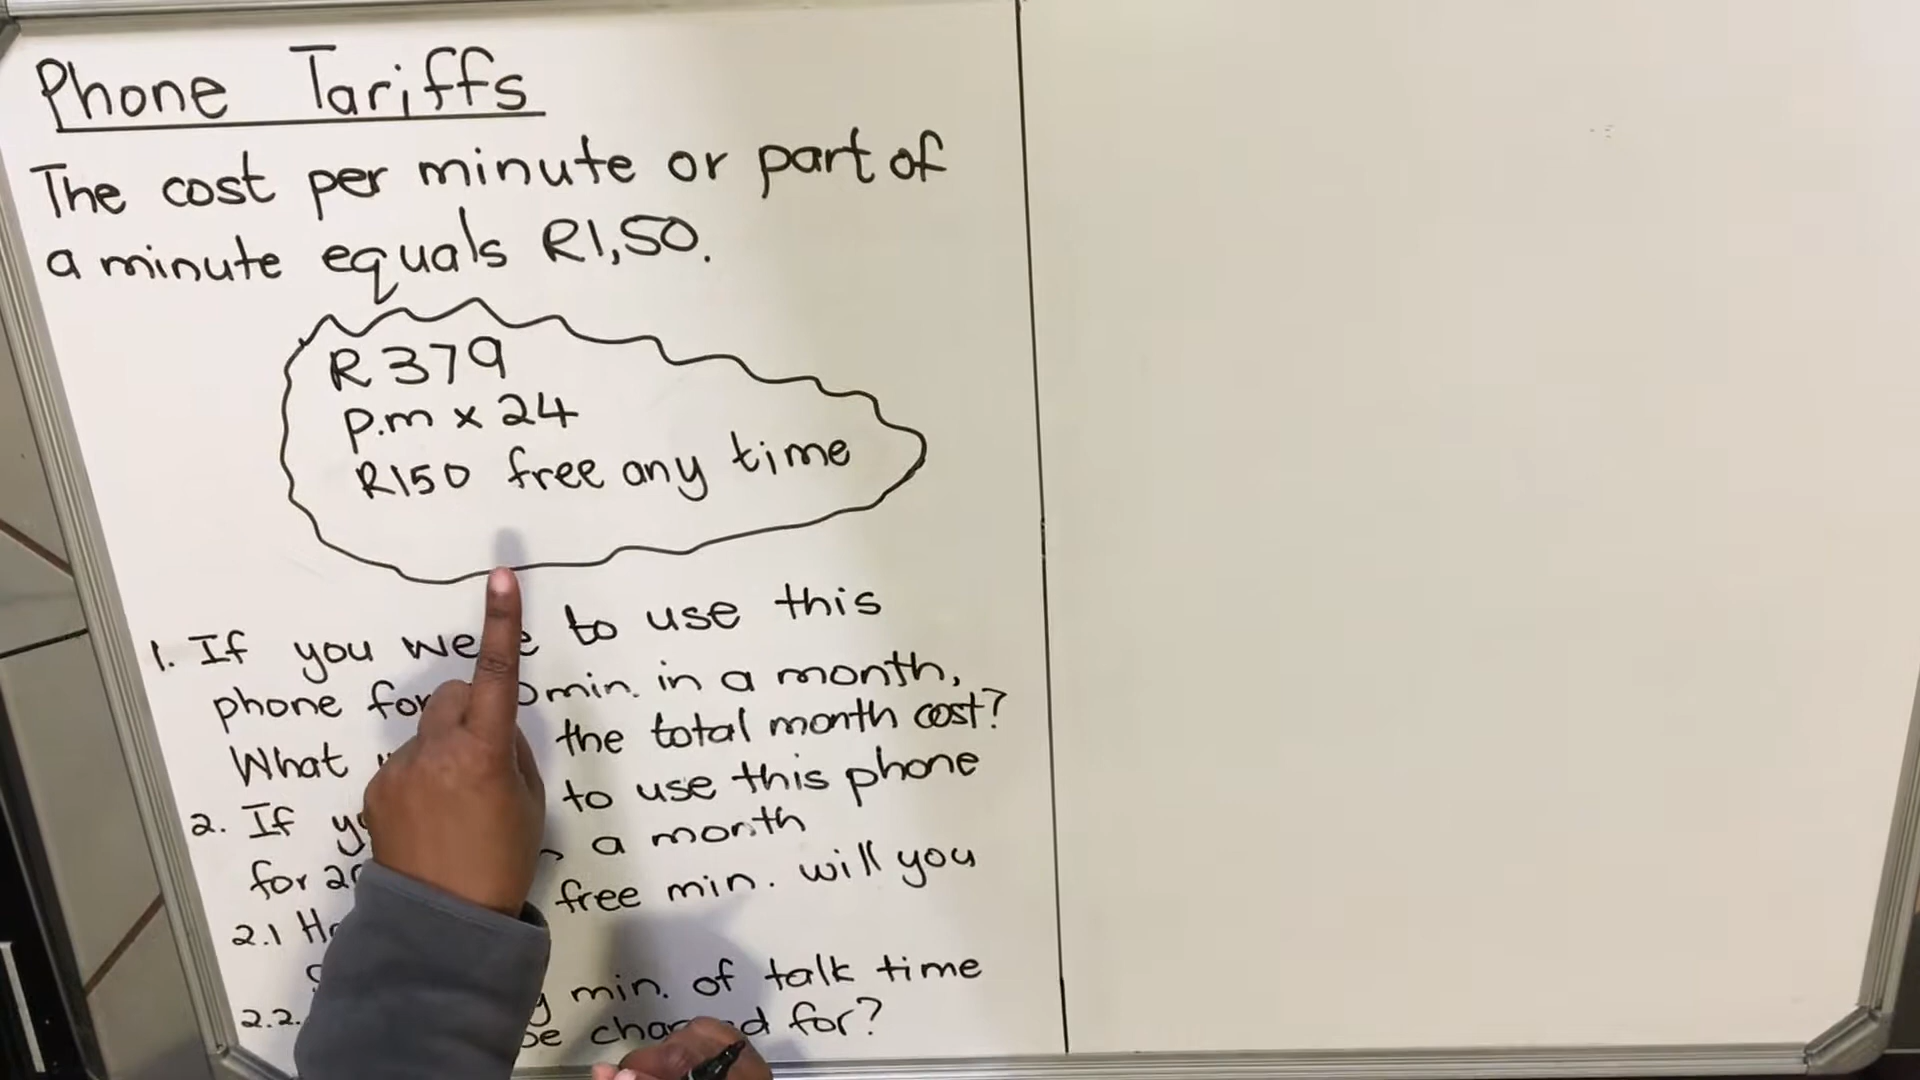 Phone Tariffs
The cost per minute or part of
a minute equals R1,50.
R379
p.m x 24
R150 free any time
1. If you were to use this
phone for min. in a month,
What the total month cost?
2. If to use this phone
for a month
2.1 free min. will you
min. of talk time
2.2. be charged for?